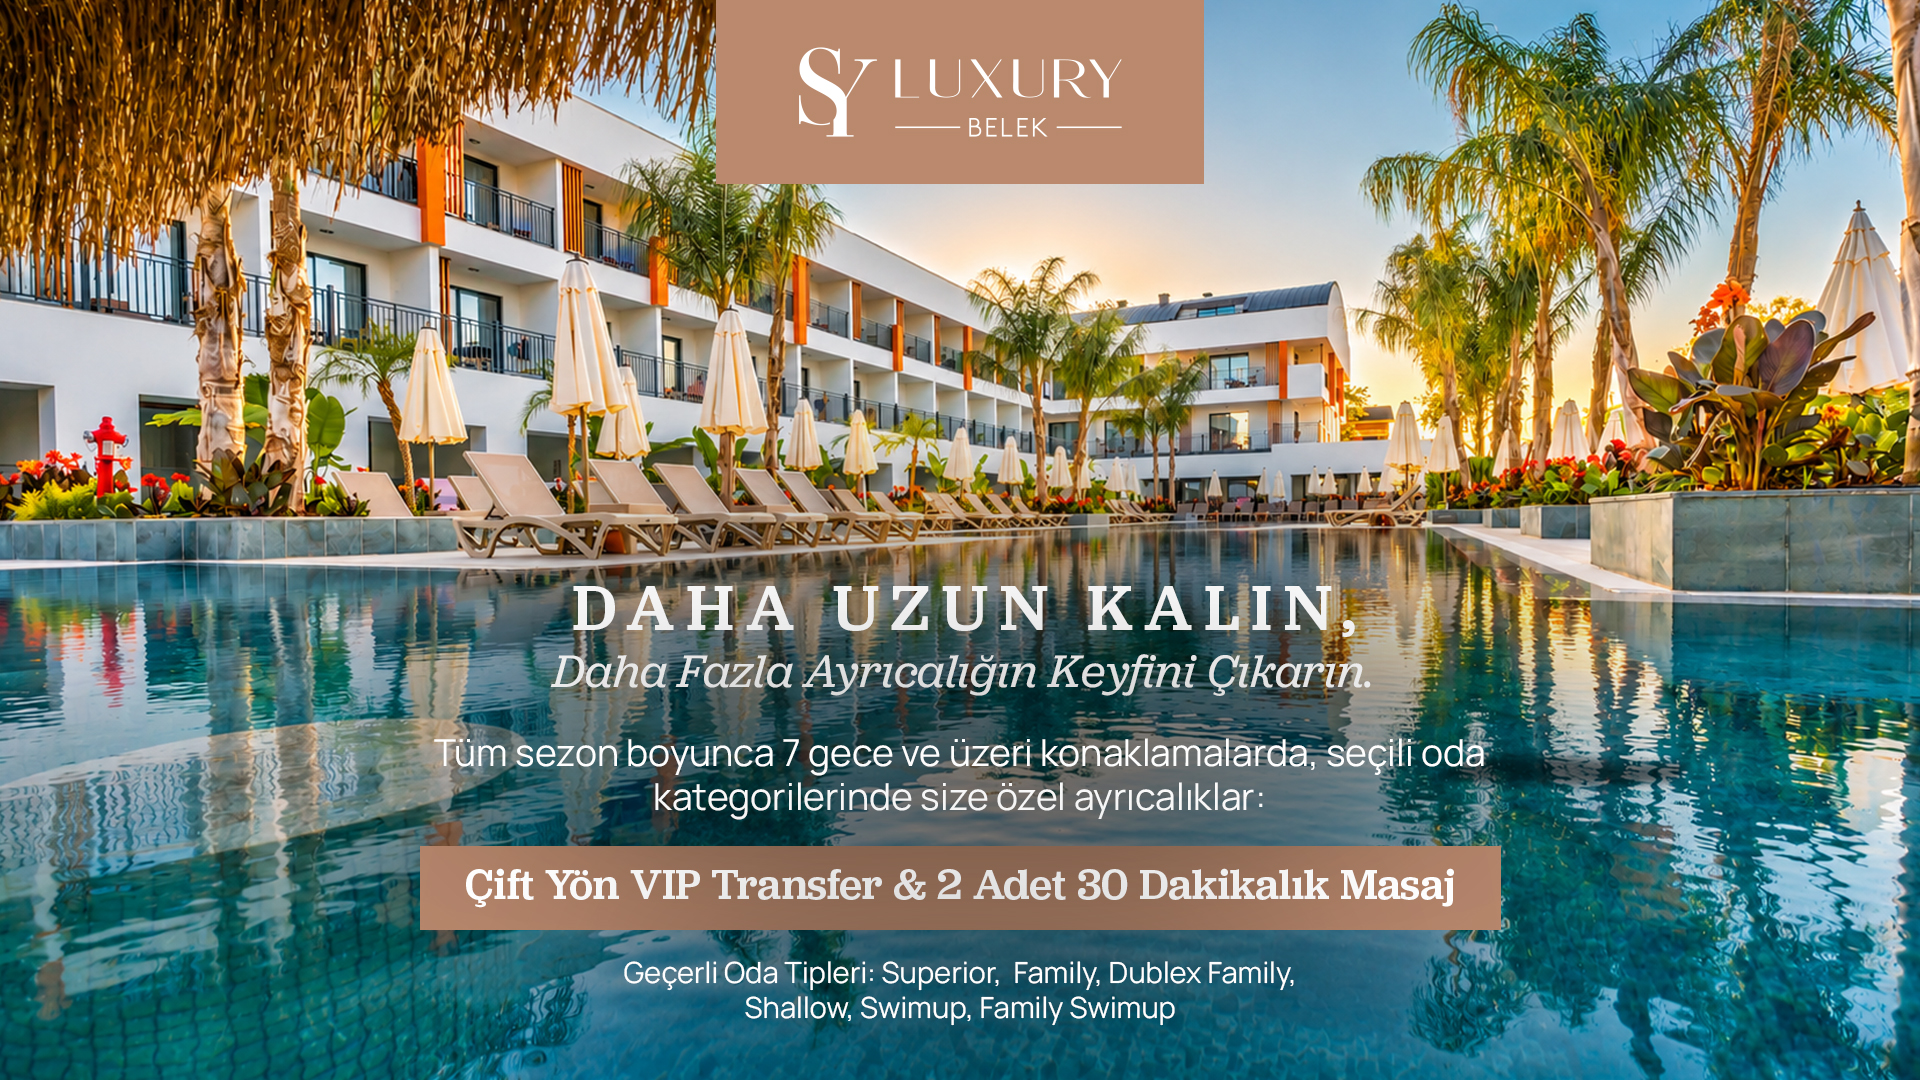 SY LUXURY
BELEK
DAHA UZUN KALIN,
Daha Fazla Ayrıcalığın Keyfini Çıkarın.
Tüm sezon boyunca 7 gece ve üzeri konaklamalarda, seçili oda
kategorilerinde size özel ayrıcalıklar:
Çift Yön VIP Transfer & 2 Adet 30 Dakikalık Masaj
Geçerli Oda Tipleri: Superior, Family, Dublex Family,
Shallow, Swimup, Family Swimup